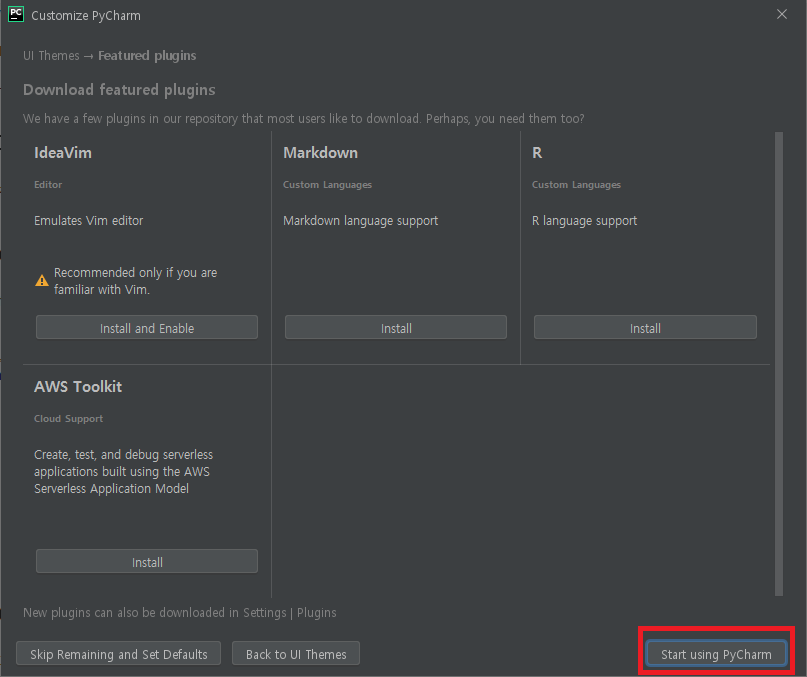 PC
Customize PyCharm
UI Themes → Featured plugins
Download featured plugins
We have a few plugins in our repository that most users like to download. Perhaps, you need them too?
IdeaVim
Editor
Emulates Vim editor
Recommended only if you are
familiar with Vim.
Install and Enable
Markdown
Custom Languages
Markdown language support
Install
R
Custom Languages
R language support
Install
AWS Toolkit
Cloud Support
Create, test, and debug serverless
applications built using the AWS
Serverless Application Model
Install
New plugins can also be downloaded in Settings | Plugins
Skip Remaining and Set Defaults
Back to UI Themes
Start using PyCharm